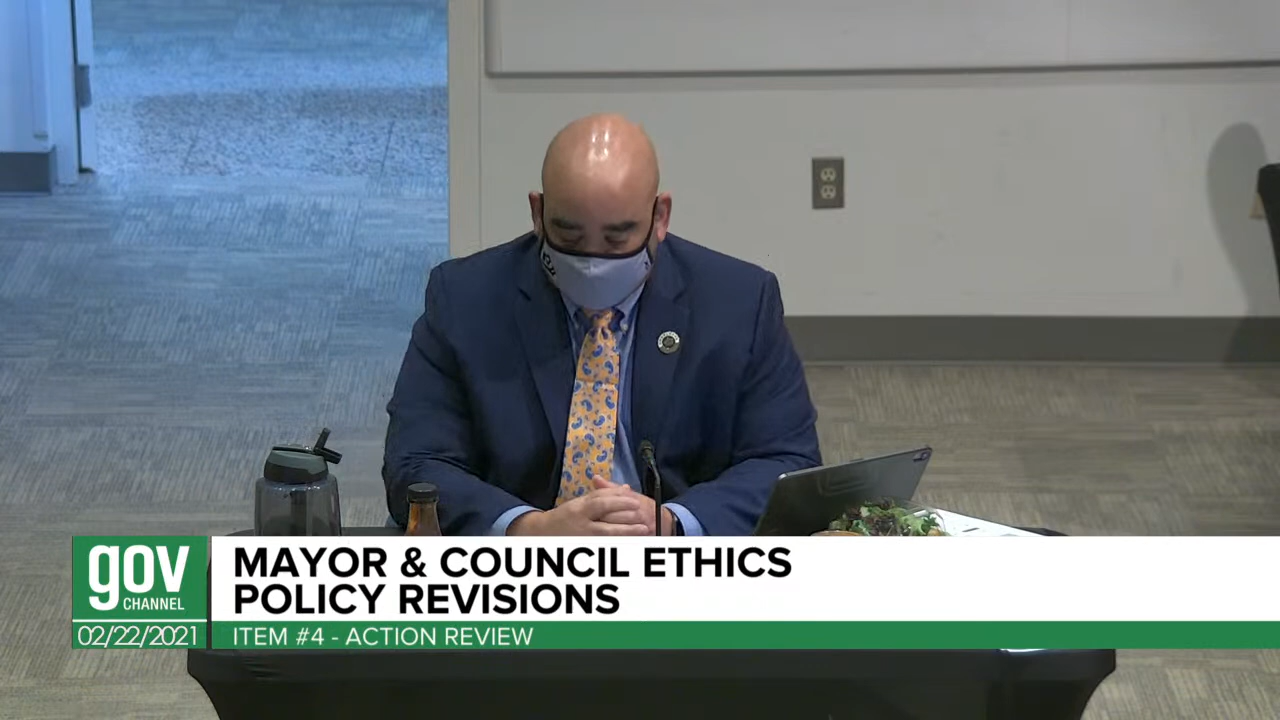 gov
CHANNEL
02/22/2021
MAYOR & COUNCIL ETHICS
POLICY REVISIONS
ITEM #4 - ACTION REVIEW